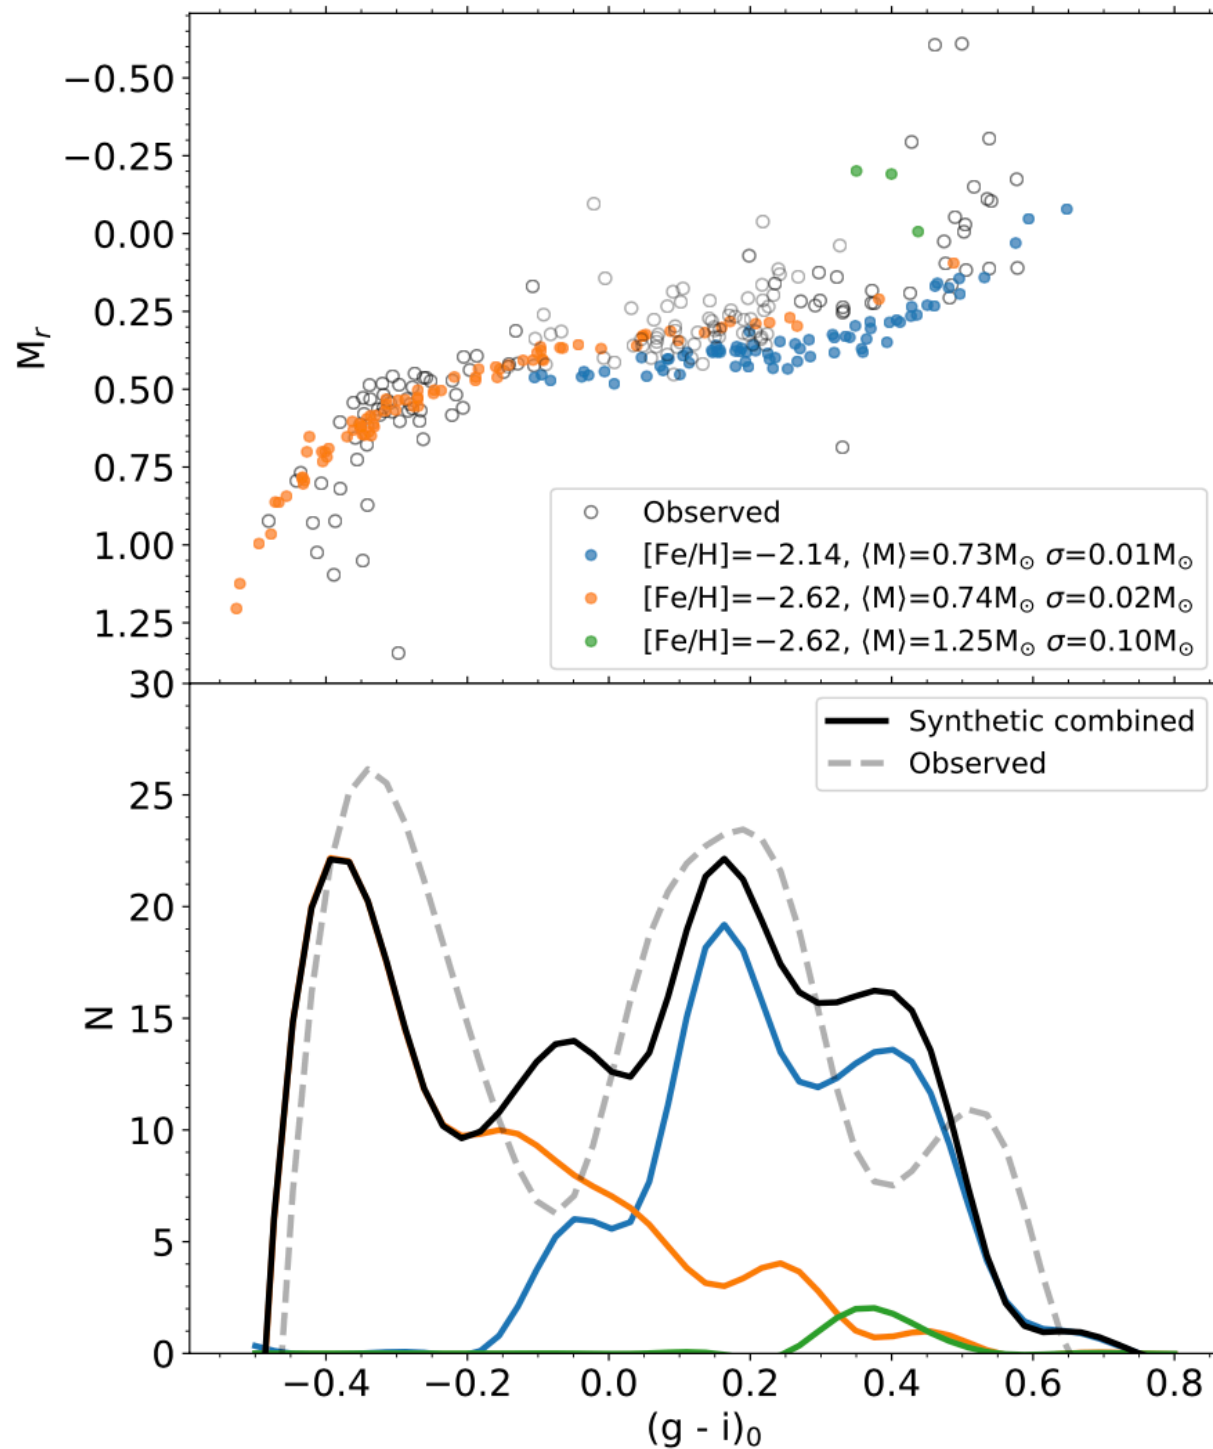 −0.50
−0.25
0.00
0.25
0.50
0.75
1.00
1.25
M_r
Observed
[Fe/H]=−2.14, ⟨M⟩=0.73M⊙ σ=0.01M⊙
[Fe/H]=−2.62, ⟨M⟩=0.74M⊙ σ=0.02M⊙
[Fe/H]=−2.62, ⟨M⟩=1.25M⊙ σ=0.10M⊙
30
25
20
15
10
5
0
N
Synthetic combined
Observed
−0.4 −0.2 0.0 0.2 0.4 0.6 0.8
(g - i)₀